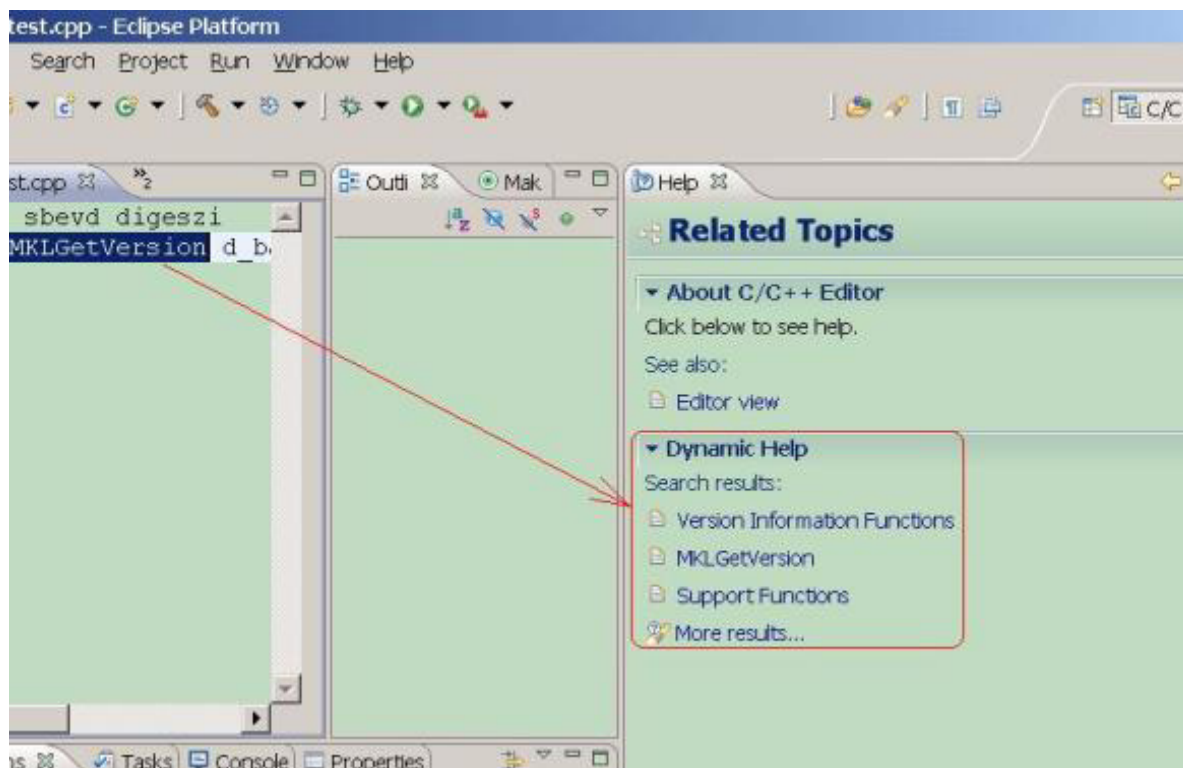 test.cpp - Eclipse Platform
Search Project Run Window Help
C/C
st.cpp
»2
Outli
Mak
Help
sbevd digeszi
MKLGetVersion d_b
Related Topics
About C/C++ Editor
Click below to see help.
See also:
Editor view
Dynamic Help
Search results:
Version Information Functions
MKLGetVersion
Support Functions
More results...
ns
Tasks
Console
Properties